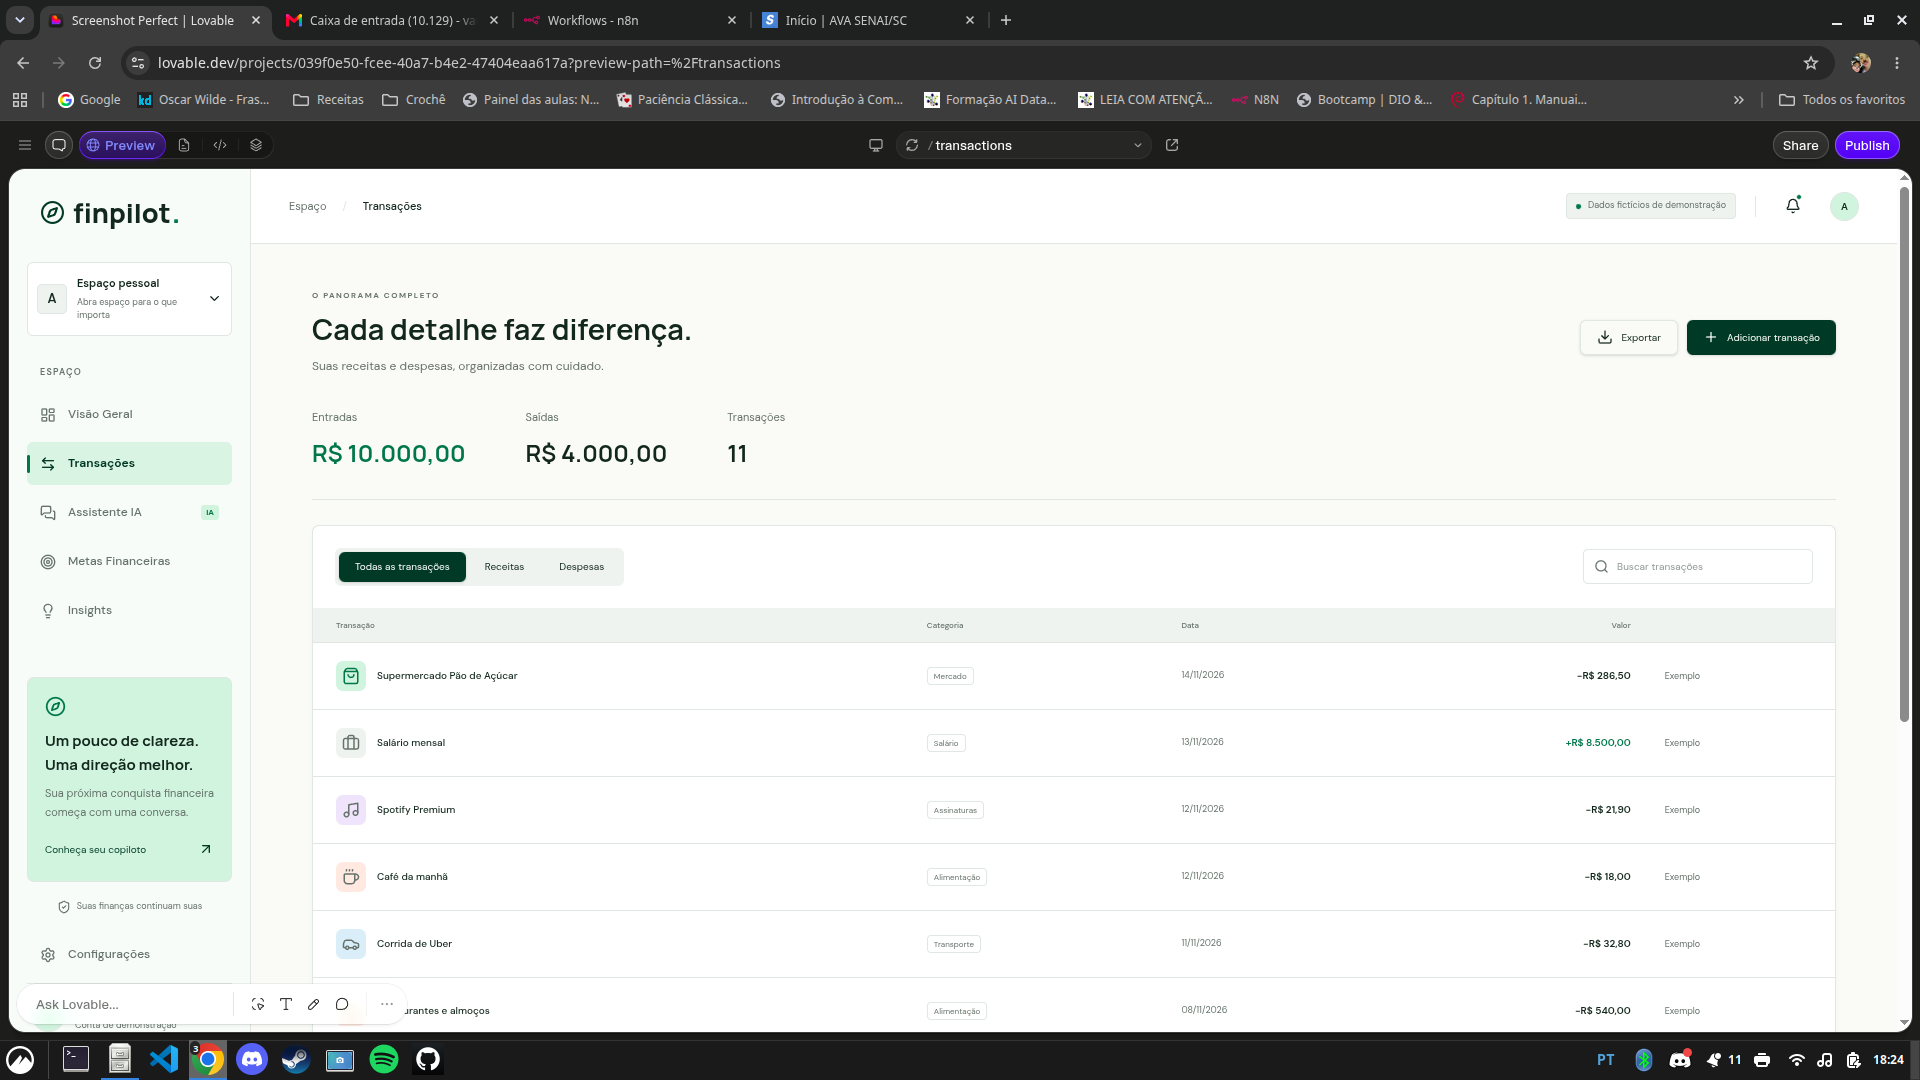 Screenshot Perfect | Lovable
Caixa de entrada (10.129) - va
Workflows - n8n
Início | AVA SENAI/SC
lovable.dev/projects/039f0e50-fcee-40a7-b4e2-47404eaa617a?preview-path=%2Ftransactions
Google
Oscar Wilde - Fras...
Receitas
Crochê
Painel das aulas: N...
Paciência Clássica...
Introdução à Com...
Formação AI Data...
LEIA COM ATENÇÃ...
N8N
Bootcamp | DIO &...
Capítulo 1. Manuai...
Todos os favoritos
Preview
/ transactions
Share
Publish
finpilot.
Espaço / Transações
Dados fictícios de demonstração
A
A
Espaço pessoal
Abra espaço para o que
importa
ESPAÇO
Visão Geral
Transações
Assistente IA
IA
Metas Financeiras
Insights
Um pouco de clareza.
Uma direção melhor.
Sua próxima conquista financeira
começa com uma conversa.
Conheça seu copiloto
Suas finanças continuam suas
Configurações
Ask Lovable...
Conta de demonstração
O PANORAMA COMPLETO
Cada detalhe faz diferença.
Suas receitas e despesas, organizadas com cuidado.
Exportar
Adicionar transação
Entradas
R$ 10.000,00
Saídas
R$ 4.000,00
Transações
11
Todas as transações
Receitas
Despesas
Buscar transações
Transação Categoria Data Valor
Supermercado Pão de Açúcar Mercado 14/11/2026 -R$ 286,50 Exemplo
Salário mensal Salário 13/11/2026 +R$ 8.500,00 Exemplo
Spotify Premium Assinaturas 12/11/2026 -R$ 21,90 Exemplo
Café da manhã Alimentação 12/11/2026 -R$ 18,00 Exemplo
Corrida de Uber Transporte 11/11/2026 -R$ 32,80 Exemplo
urantes e almoços Alimentação 08/11/2026 -R$ 540,00 Exemplo
3
PT
11
18:24